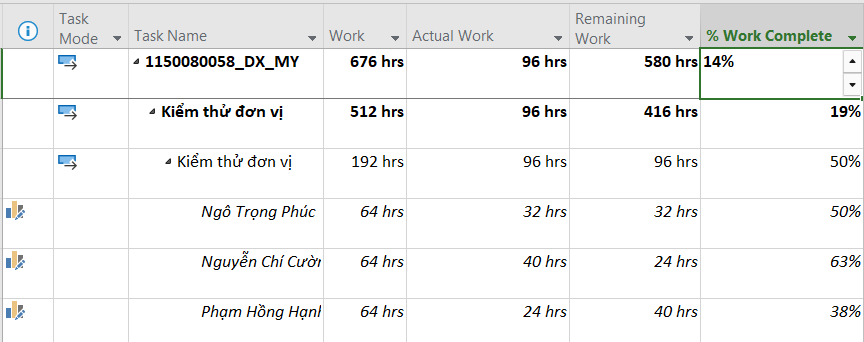 Task Mode Task Name Work Actual Work Remaining Work % Work Complete
1150080058_DX_MY 676 hrs 96 hrs 580 hrs 14%
Kiểm thử đơn vị 512 hrs 96 hrs 416 hrs 19%
Kiểm thử đơn vị 192 hrs 96 hrs 96 hrs 50%
Ngô Trọng Phúc 64 hrs 32 hrs 32 hrs 50%
Nguyễn Chí Cườn 64 hrs 40 hrs 24 hrs 63%
Phạm Hồng Hạnh 64 hrs 24 hrs 40 hrs 38%